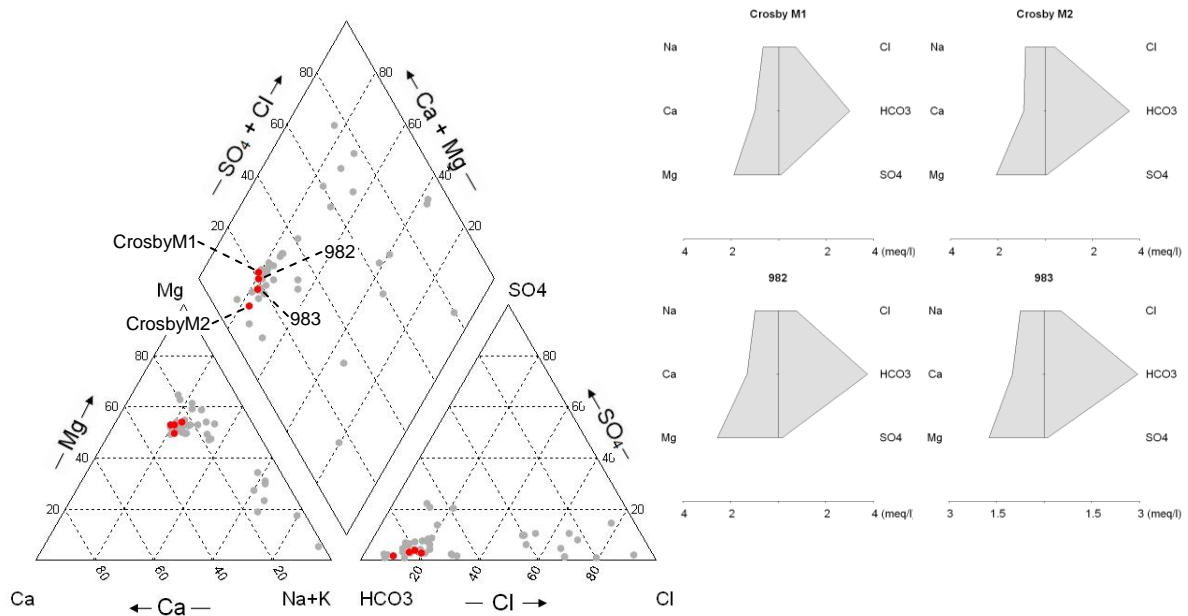 Crosby M1
Na
Cl
Ca
HCO3
Mg
SO4
4 2 2 4 (meq/l)
Crosby M2
Na
Cl
Ca
HCO3
Mg
SO4
4 2 2 4 (meq/l)
982
Na
Cl
Ca
HCO3
Mg
SO4
4 2 2 4 (meq/l)
983
Na
Cl
Ca
HCO3
Mg
SO4
3 1.5 1.5 3 (meq/l)
80 80
— SO4 + Cl → ← Ca + Mg —
60 60
40 40
20 20
CrosbyM1
982
Mg
SO4
CrosbyM2
983
80 80
— Mg → ← SO4 —
60 60
40 40
20 20
80 60 40 20 20 40 60 80
Ca ← Ca — Na+K HCO3 — Cl → Cl